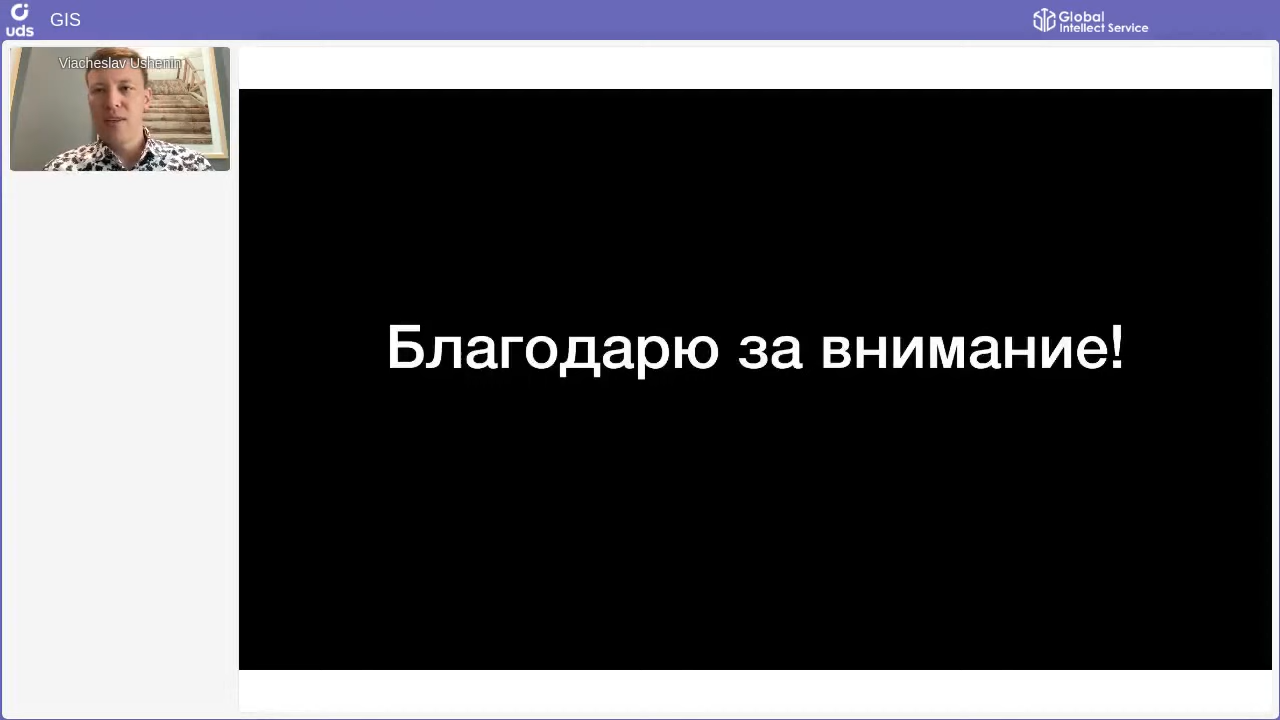 uds
GIS
Global
Intellect Service
Viacheslav Ushenin
Благодарю за внимание!